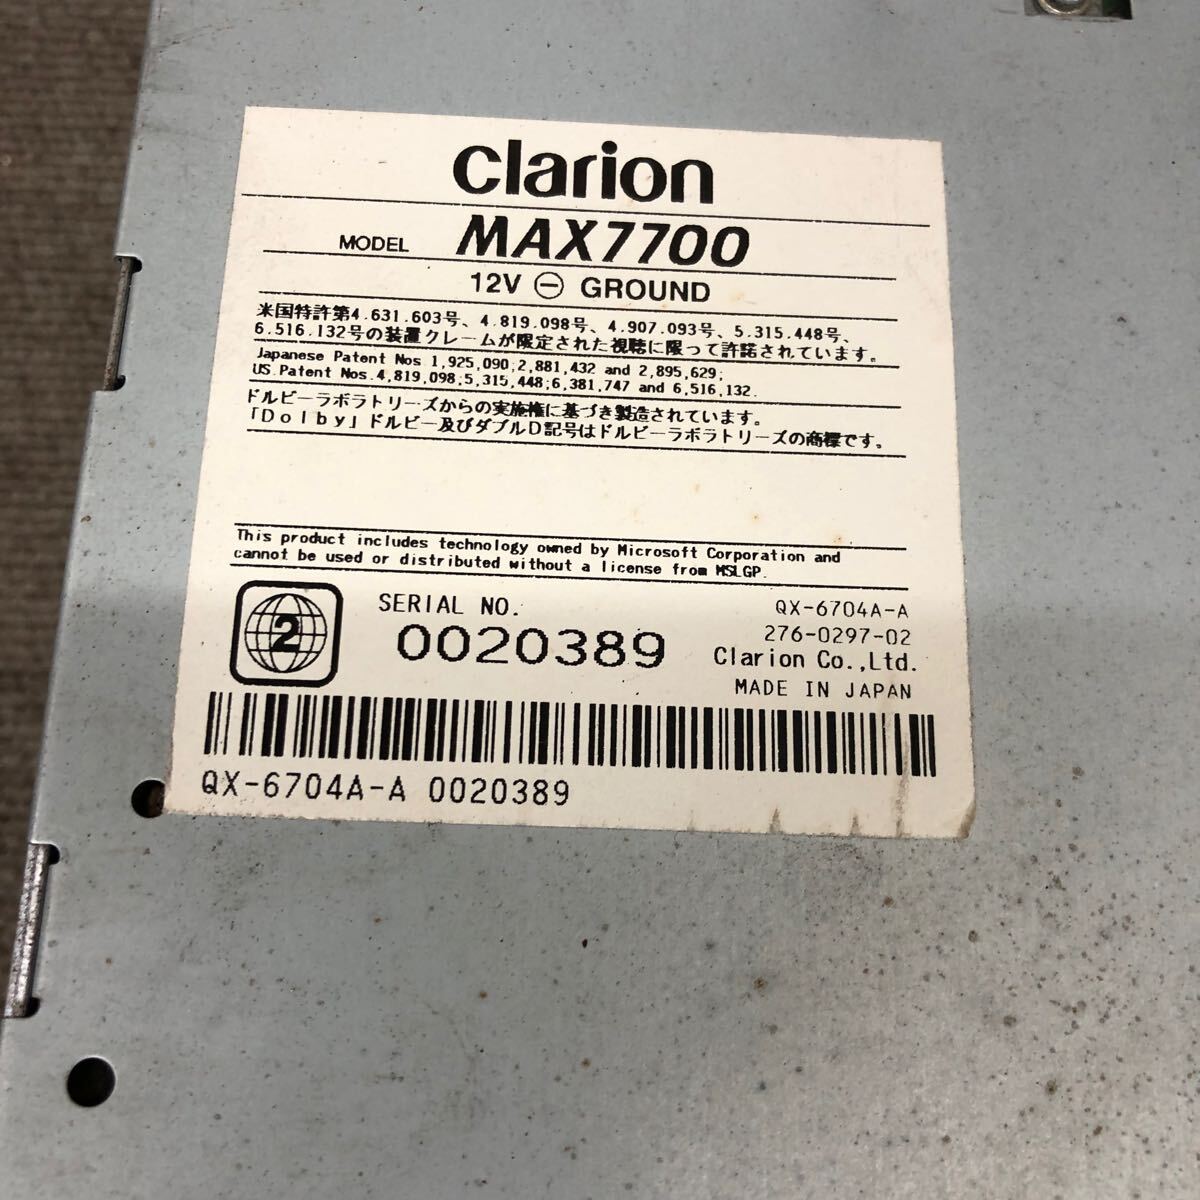 clarion
MODEL MAX7700
12V ⊖ GROUND
米国特許第4.631.603号、4.819.098号、4.907.093号、5.315.448号、
6.516.132号の装置クレームが限定された視聴に限って許諾されています。
Japanese Patent Nos 1,925,090;2,881,432 and 2,895,629;
US.Patent Nos.4,819,098;5,315,448;6,381,747 and 6,516,132.
ドルビーラボラトリーズからの実施権に基づき製造されています。
「Dolby」ドルビー及びダブルD記号はドルビーラボラトリーズの商標です。
This product includes technology owned by Microsoft Corporation and
cannot be used or distributed without a license from MSLGP.
2
SERIAL NO.
0020389
QX-6704A-A
276-0297-02
Clarion Co.,Ltd.
MADE IN JAPAN
QX-6704A-A 0020389